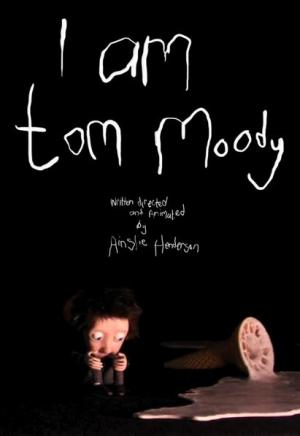 I am
tom Moody
Written directed
and Animated
By
Ainslie Henderson